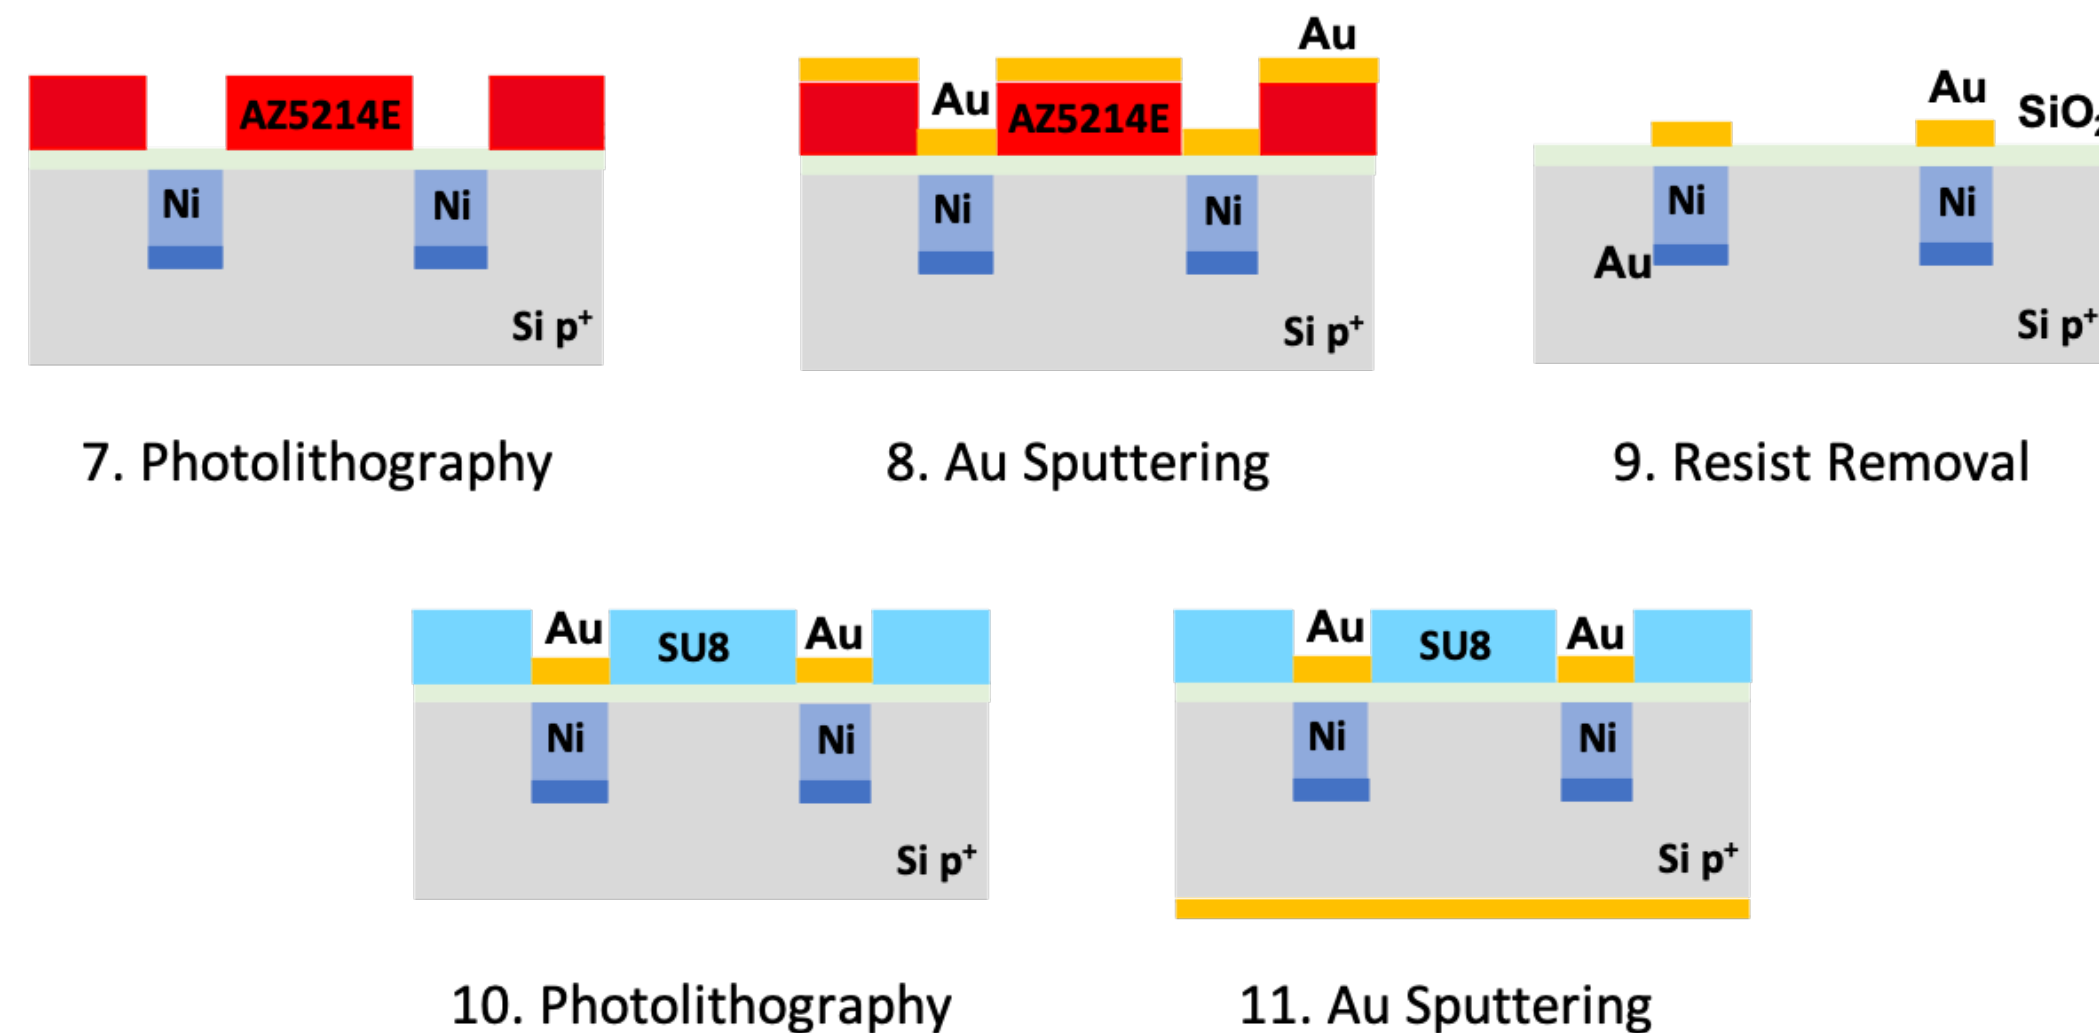 AZ5214E
Ni
Ni
Si p⁺
7. Photolithography
Au
Au
AZ5214E
Ni
Ni
Si p⁺
8. Au Sputtering
Au
SiO₂
Ni
Ni
Au
Si p⁺
9. Resist Removal
Au
SU8
Au
Ni
Ni
Si p⁺
10. Photolithography
Au
SU8
Au
Ni
Ni
Si p⁺
11. Au Sputtering